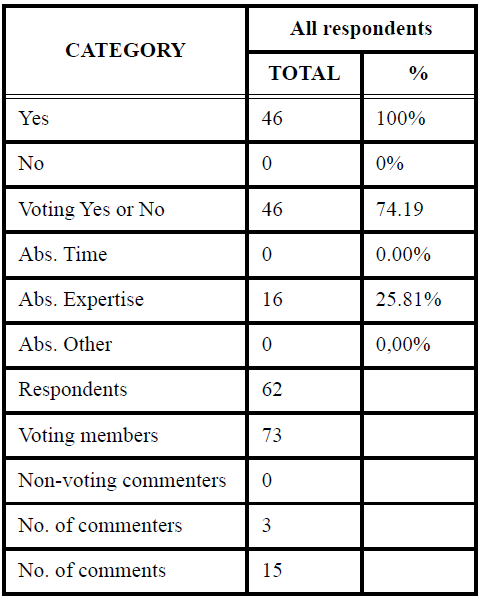 CATEGORY All respondents
TOTAL %
Yes 46 100%
No 0 0%
Voting Yes or No 46 74.19
Abs. Time 0 0.00%
Abs. Expertise 16 25.81%
Abs. Other 0 0,00%
Respondents 62
Voting members 73
Non-voting commenters 0
No. of commenters 3
No. of comments 15